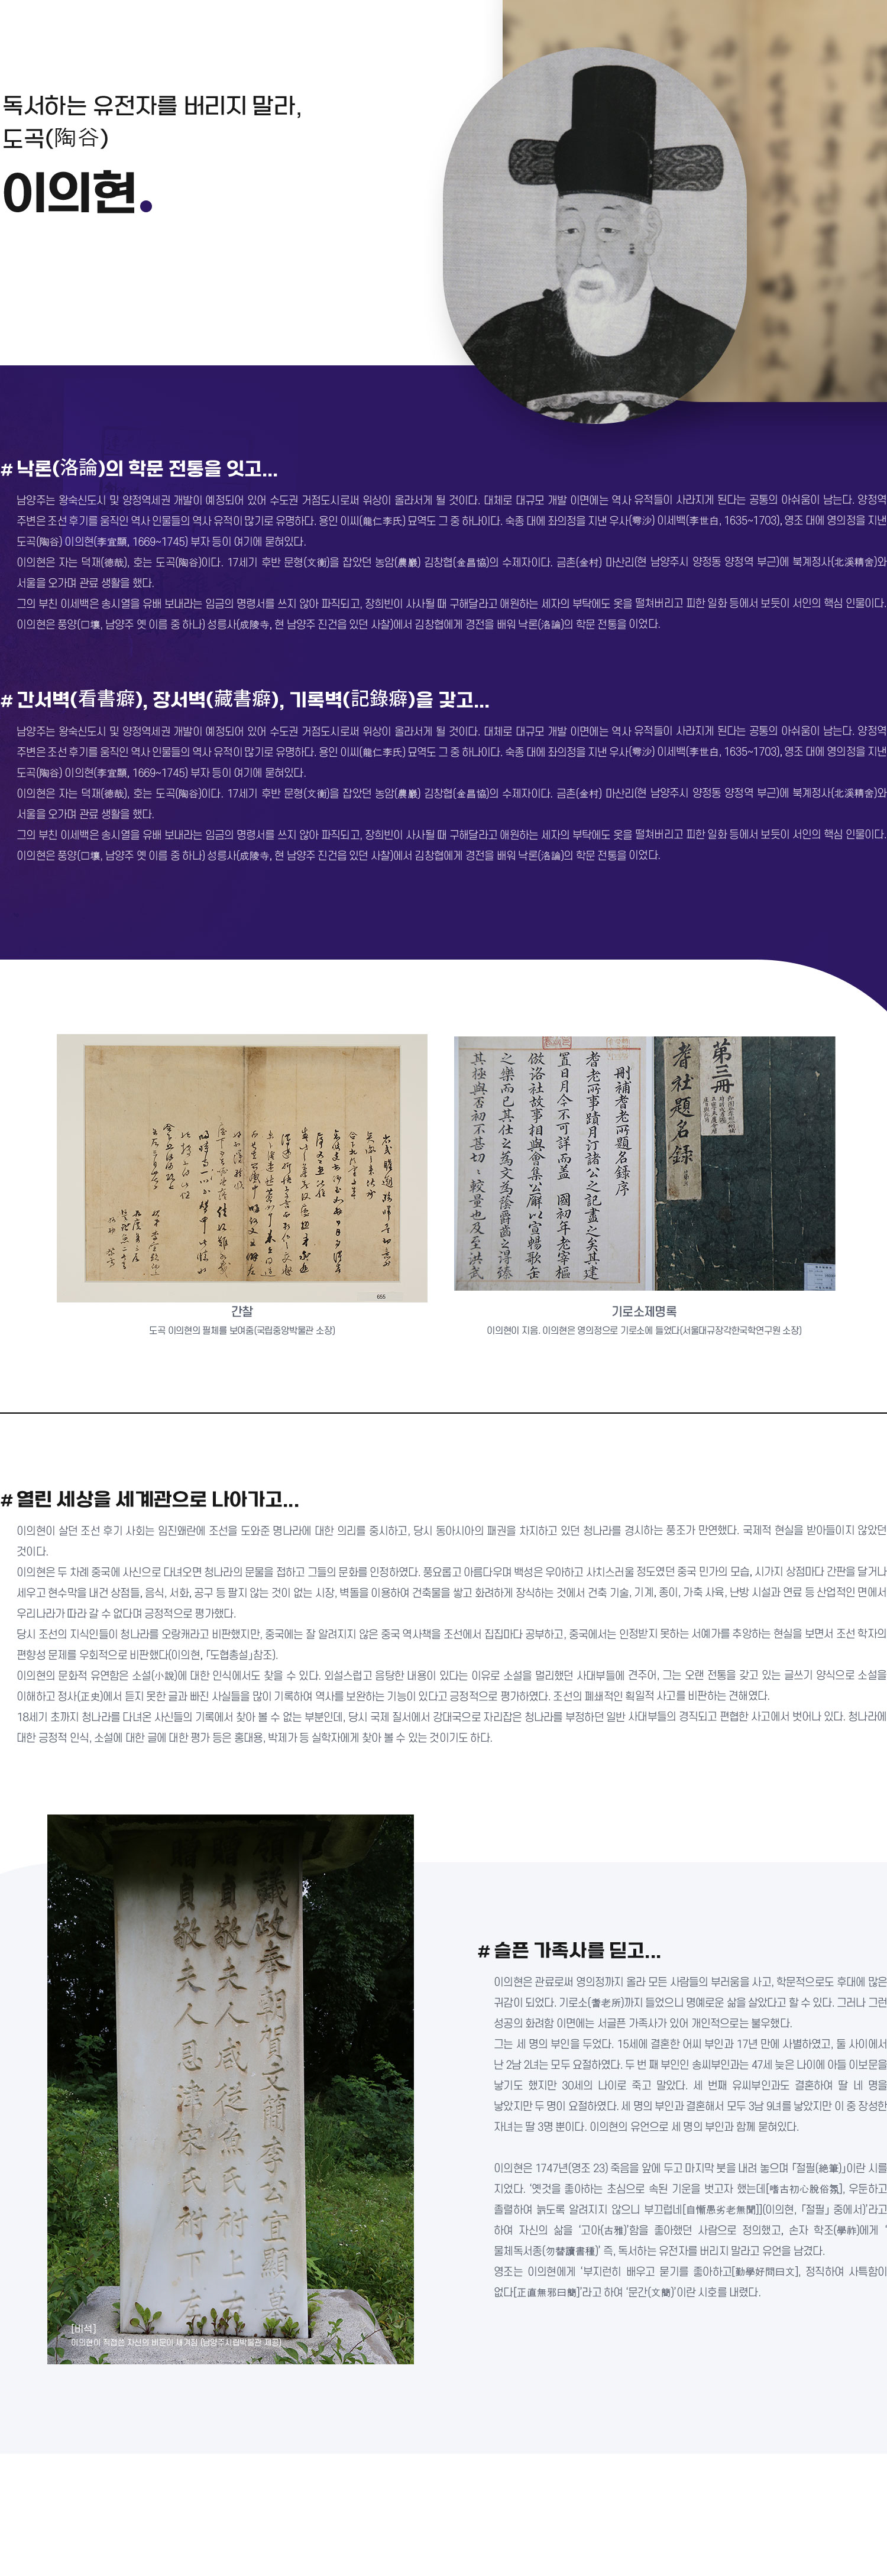 독서하는 유전자를 버리지 말라,
도곡(陶谷)
이의현.
# 낙론(洛論)의 학문 전통을 잇고...
남양주는 왕숙신도시 및 양정역세권 개발이 예정되어 있어 수도권 거점도시로써 위상이 올라서게 될 것이다. 대체로 대규모 개발 이면에는 역사 유적들이 사라지게 된다는 공통의 아쉬움이 남는다. 양정역
주변은 조선 후기를 움직인 역사 인물들의 역사 유적이 많기로 유명하다. 용인 이씨(龍仁李氏) 묘역도 그 중 하나이다. 숙종 대에 좌의정을 지낸 우사(雩沙) 이세백(李世白, 1635~1703), 영조 대에 영의정을 지낸
도곡(陶谷) 이의현(李宜顯, 1669~1745) 부자 등이 여기에 묻혀있다.
이의현은 자는 덕재(德哉), 호는 도곡(陶谷)이다. 17세기 후반 문형(文衡)을 잡았던 농암(農巖) 김창협(金昌協)의 수제자이다. 금촌(金村) 마산리(현 남양주시 양정동 양정역 부근)에 북계정사(北溪精舍)와
서울을 오가며 관료 생활을 했다.
그의 부친 이세백은 송시열을 유배 보내라는 임금의 명령서를 쓰지 않아 파직되고, 장희빈이 사사될 때 구해달라고 애원하는 세자의 부탁에도 옷을 떨쳐버리고 피한 일화 등에서 보듯이 서인의 핵심 인물이다.
이의현은 풍양(口壤, 남양주 옛 이름 중 하나) 성릉사(成陵寺, 현 남양주 진건읍 있던 사찰)에서 김창협에게 경전을 배워 낙론(洛論)의 학문 전통을 이었다.
# 간서벽(看書癖), 장서벽(藏書癖), 기록벽(記錄癖)을 갖고...
남양주는 왕숙신도시 및 양정역세권 개발이 예정되어 있어 수도권 거점도시로써 위상이 올라서게 될 것이다. 대체로 대규모 개발 이면에는 역사 유적들이 사라지게 된다는 공통의 아쉬움이 남는다. 양정역
주변은 조선 후기를 움직인 역사 인물들의 역사 유적이 많기로 유명하다. 용인 이씨(龍仁李氏) 묘역도 그 중 하나이다. 숙종 대에 좌의정을 지낸 우사(雩沙) 이세백(李世白, 1635~1703), 영조 대에 영의정을 지낸
도곡(陶谷) 이의현(李宜顯, 1669~1745) 부자 등이 여기에 묻혀있다.
이의현은 자는 덕재(德哉), 호는 도곡(陶谷)이다. 17세기 후반 문형(文衡)을 잡았던 농암(農巖) 김창협(金昌協)의 수제자이다. 금촌(金村) 마산리(현 남양주시 양정동 양정역 부근)에 북계정사(北溪精舍)와
서울을 오가며 관료 생활을 했다.
그의 부친 이세백은 송시열을 유배 보내라는 임금의 명령서를 쓰지 않아 파직되고, 장희빈이 사사될 때 구해달라고 애원하는 세자의 부탁에도 옷을 떨쳐버리고 피한 일화 등에서 보듯이 서인의 핵심 인물이다.
이의현은 풍양(口壤, 남양주 옛 이름 중 하나) 성릉사(成陵寺, 현 남양주 진건읍 있던 사찰)에서 김창협에게 경전을 배워 낙론(洛論)의 학문 전통을 이었다.
655
刪補耆老所題名錄序
耆老所事蹟月汀諸公之記盡之矣其建
置日月今不可詳而盖 國初年老宰樞
倣洛社故事相與會集公廨以宣暢歌缶
之樂而已其仕之為文為蔭爵齒之得臻
其極與否初不甚切〻較量也及至洪武
第三冊
耆社題名錄
간찰
도곡 이의현의 필체를 보여줌(국립중앙박물관 소장)
기로소제명록
이의현이 지음. 이의현은 영의정으로 기로소에 들었다(서울대규장각한국학연구원 소장)
# 열린 세상을 세계관으로 나아가고...
이의현이 살던 조선 후기 사회는 임진왜란에 조선을 도와준 명나라에 대한 의리를 중시하고, 당시 동아시아의 패권을 차지하고 있던 청나라를 경시하는 풍조가 만연했다. 국제적 현실을 받아들이지 않았던
것이다.
이의현은 두 차례 중국에 사신으로 다녀오면 청나라의 문물을 접하고 그들의 문화를 인정하였다. 풍요롭고 아름다우며 백성은 우아하고 사치스러울 정도였던 중국 민가의 모습, 시가지 상점마다 간판을 달거나
세우고 현수막을 내건 상점들, 음식, 서화, 공구 등 팔지 않는 것이 없는 시장, 벽돌을 이용하여 건축물을 쌓고 화려하게 장식하는 것에서 건축 기술, 기계, 종이, 가축 사육, 난방 시설과 연료 등 산업적인 면에서
우리나라가 따라 갈 수 없다며 긍정적으로 평가했다.
당시 조선의 지식인들이 청나라를 오랑캐라고 비판했지만, 중국에는 잘 알려지지 않은 중국 역사책을 조선에서 집집마다 공부하고, 중국에서는 인정받지 못하는 서예가를 추앙하는 현실을 보면서 조선 학자의
편향성 문제를 우회적으로 비판했다(이의현, 「도협총설」참조).
이의현의 문화적 유연함은 소설(小說)에 대한 인식에서도 찾을 수 있다. 외설스럽고 음탕한 내용이 있다는 이유로 소설을 멀리했던 사대부들에 견주어, 그는 오랜 전통을 갖고 있는 글쓰기 양식으로 소설을
이해하고 정사(正史)에서 듣지 못한 글과 빠진 사실들을 많이 기록하여 역사를 보완하는 기능이 있다고 긍정적으로 평가하였다. 조선의 폐쇄적인 획일적 사고를 비판하는 견해였다.
18세기 초까지 청나라를 다녀온 사신들의 기록에서 찾아 볼 수 없는 부분인데, 당시 국제 질서에서 강대국으로 자리잡은 청나라를 부정하던 일반 사대부들의 경직되고 편협한 사고에서 벗어나 있다. 청나라에
대한 긍정적 인식, 소설에 대한 글에 대한 평가 등은 홍대용, 박제가 등 실학자에게 찾아 볼 수 있는 것이기도 하다.
議政奉朝賀文簡李公宜顯墓
貞敬夫人咸從魚氏祔上
貞敬夫人恩津宋氏祔下
[비석]
이의현이 직접쓴 자신의 비문이 새겨짐 (남양주시립박물관 제공)
# 슬픈 가족사를 딛고...
이의현은 관료로써 영의정까지 올라 모든 사람들의 부러움을 사고, 학문적으로도 후대에 많은
귀감이 되었다. 기로소(耆老所)까지 들었으니 명예로운 삶을 살았다고 할 수 있다. 그러나 그런
성공의 화려함 이면에는 서글픈 가족사가 있어 개인적으로는 불우했다.
그는 세 명의 부인을 두었다. 15세에 결혼한 어씨 부인과 17년 만에 사별하였고, 둘 사이에서
난 2남 2녀는 모두 요절하였다. 두 번 째 부인인 송씨부인과는 47세 늦은 나이에 아들 이보문을
낳기도 했지만 30세의 나이로 죽고 말았다. 세 번째 유씨부인과도 결혼하여 딸 네 명을
낳았지만 두 명이 요절하였다. 세 명의 부인과 결혼해서 모두 3남 9녀를 낳았지만 이 중 장성한
자녀는 딸 3명 뿐이다. 이의현의 유언으로 세 명의 부인과 함께 묻혀있다.
이의현은 1747년(영조 23) 죽음을 앞에 두고 마지막 붓을 내려 놓으며 「절필(絶筆)」이란 시를
지었다. '옛것을 좋아하는 초심으로 속된 기운을 벗고자 했는데[嗜古初心脫俗氛], 우둔하고
졸렬하여 늙도록 알려지지 않으니 부끄럽네[自慚愚劣老無聞]](이의현, 「절필」 중에서)'라고
하여 자신의 삶을 '고아(古雅)'함을 좋아했던 사람으로 정의했고, 손자 학조(學祚)에게 '
물체독서종(勿替讀書種)' 즉, 독서하는 유전자를 버리지 말라고 유언을 남겼다.
영조는 이의현에게 '부지런히 배우고 묻기를 좋아하고[勤學好問曰文], 정직하여 사특함이
없다[正直無邪曰簡]'라고 하여 '문간(文簡)'이란 시호를 내렸다.